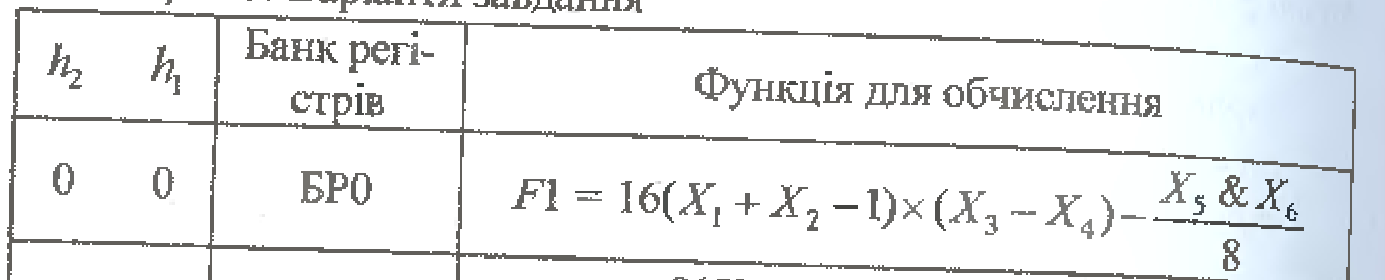 завдання
h₂ h₁ Банк регі-
стрів Функція для обчислення
0 0 БР0 F1 = 16(X₁ + X₂ − 1)×(X₃ − X₄) − X₅ & X₆
8